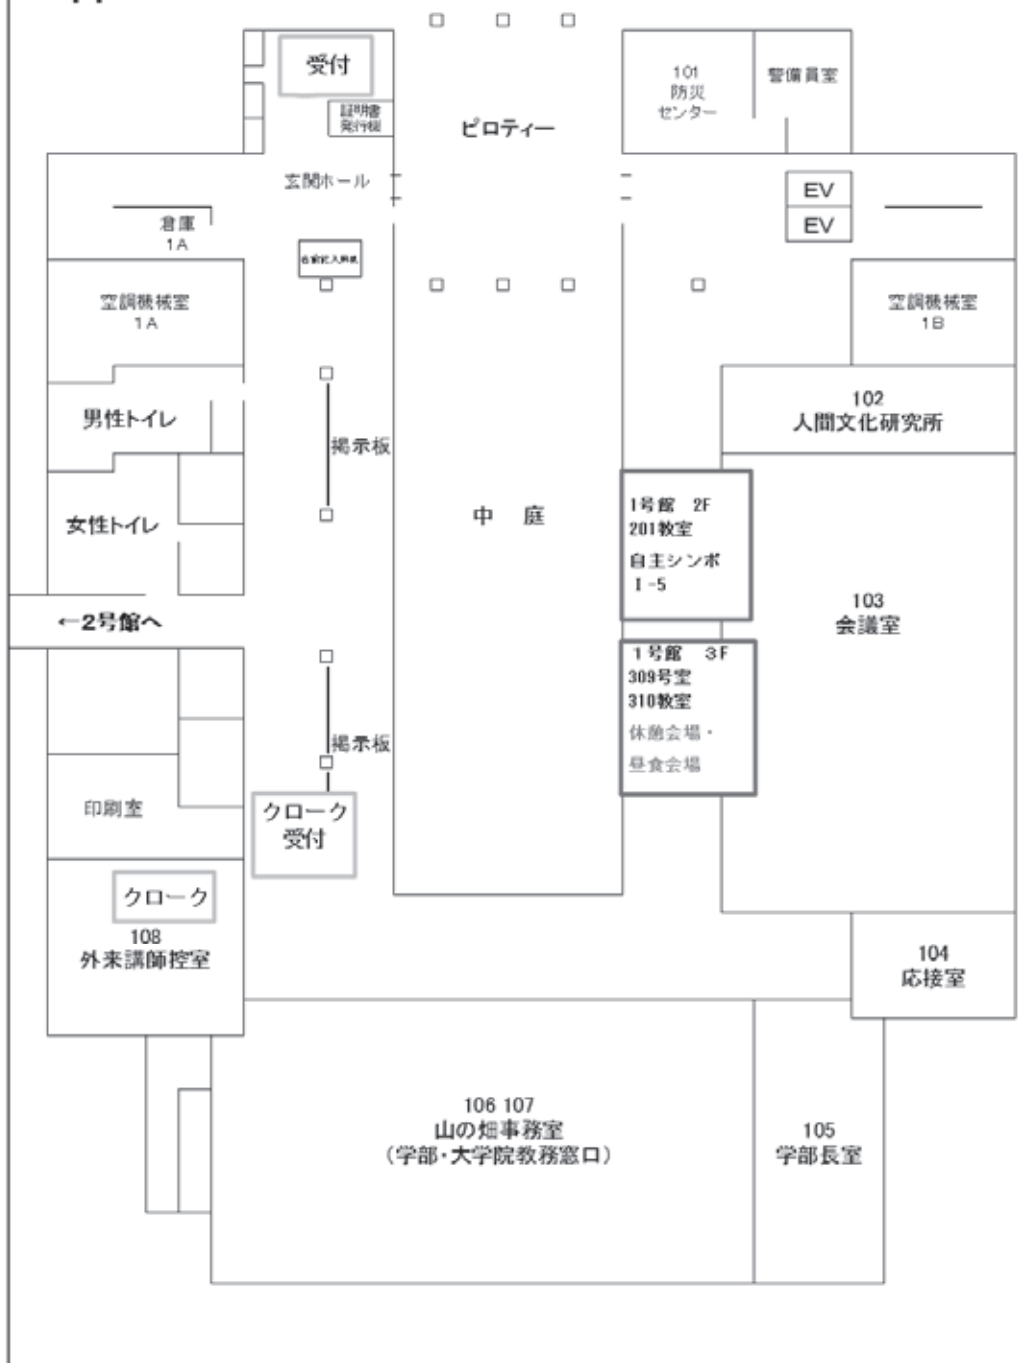 受付
証明書
発行機
ピロティー
101
防災
センター
警備員室
玄関ホール
EV
EV
倉庫
1A
空調機械室
1A
空調機械室
1B
男性トイレ
掲示板
102
人間文化研究所
女性トイレ
中 庭
1号館 2F
201教室
自主シンポ
I-5
103
会議室
←2号館へ
1号館 3F
309号室
310教室
休憩会場・
昼食会場
掲示板
印刷室
クローク
受付
クローク
108
外来講師控室
104
応接室
106 107
山の畑事務室
(学部・大学院教務窓口)
105
学部長室